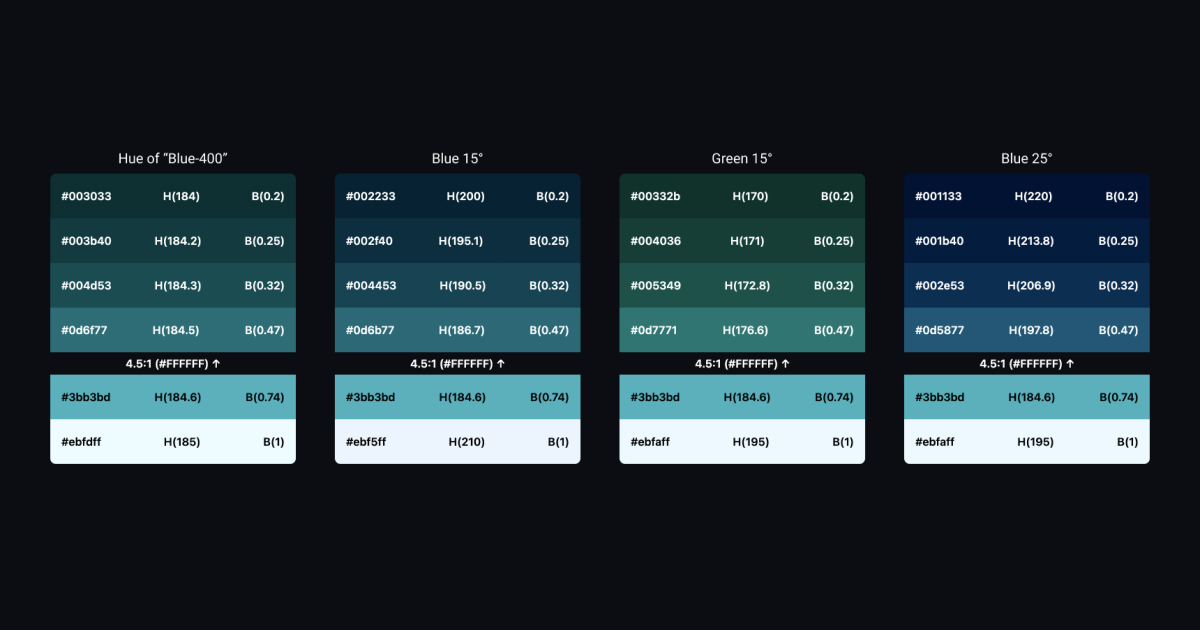 Hue of “Blue-400”
#003033 H(184) B(0.2)
#003b40 H(184.2) B(0.25)
#004d53 H(184.3) B(0.32)
#0d6f77 H(184.5) B(0.47)
4.5:1 (#FFFFFF) ↑
#3bb3bd H(184.6) B(0.74)
#ebfdff H(185) B(1)
Blue 15°
#002233 H(200) B(0.2)
#002f40 H(195.1) B(0.25)
#004453 H(190.5) B(0.32)
#0d6b77 H(186.7) B(0.47)
4.5:1 (#FFFFFF) ↑
#3bb3bd H(184.6) B(0.74)
#ebf5ff H(210) B(1)
Green 15°
#00332b H(170) B(0.2)
#004036 H(171) B(0.25)
#005349 H(172.8) B(0.32)
#0d7771 H(176.6) B(0.47)
4.5:1 (#FFFFFF) ↑
#3bb3bd H(184.6) B(0.74)
#ebfaff H(195) B(1)
Blue 25°
#001133 H(220) B(0.2)
#001b40 H(213.8) B(0.25)
#002e53 H(206.9) B(0.32)
#0d5877 H(197.8) B(0.47)
4.5:1 (#FFFFFF) ↑
#3bb3bd H(184.6) B(0.74)
#ebfaff H(195) B(1)